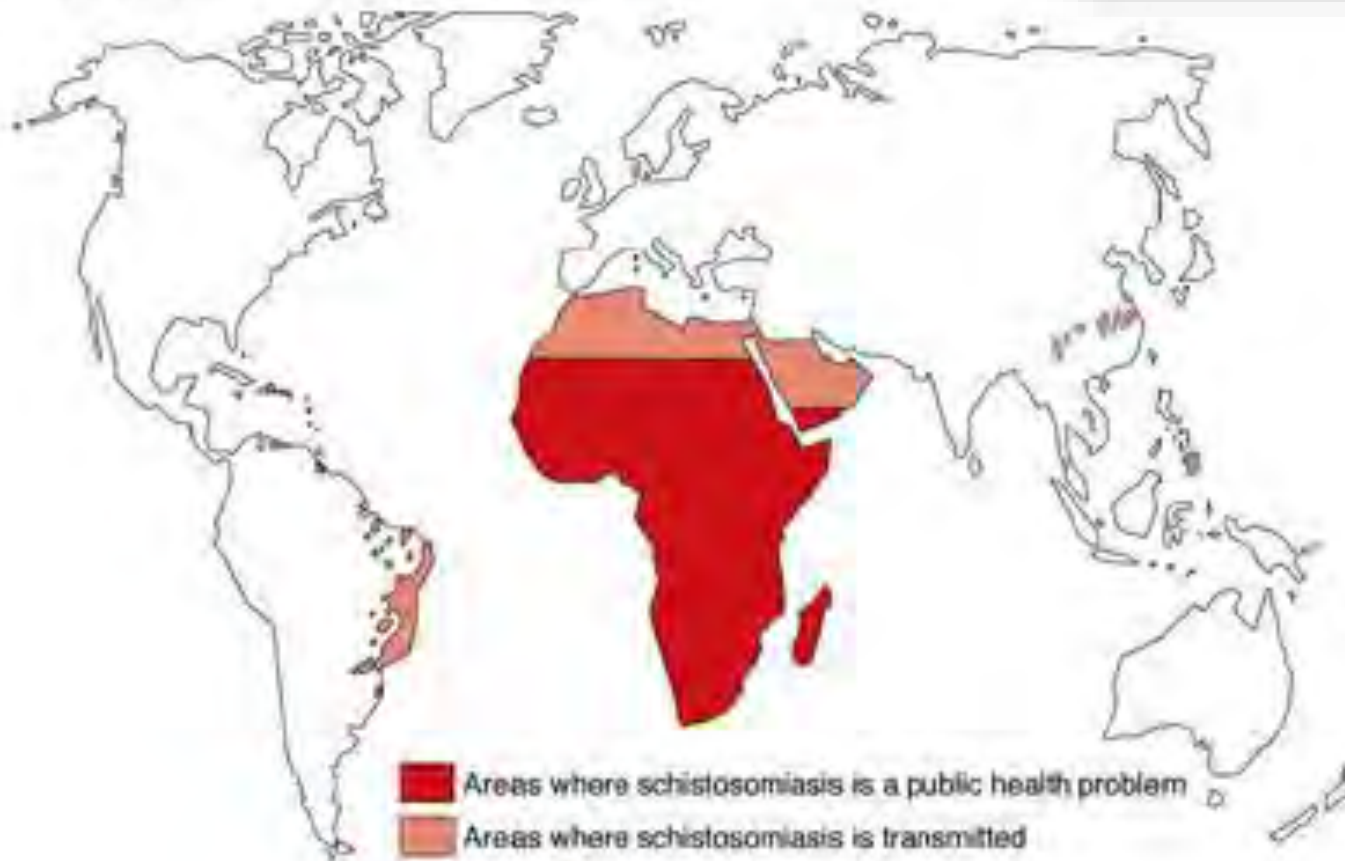 Areas where schistosomiasis is a public health problem
Areas where schistosomiasis is transmitted